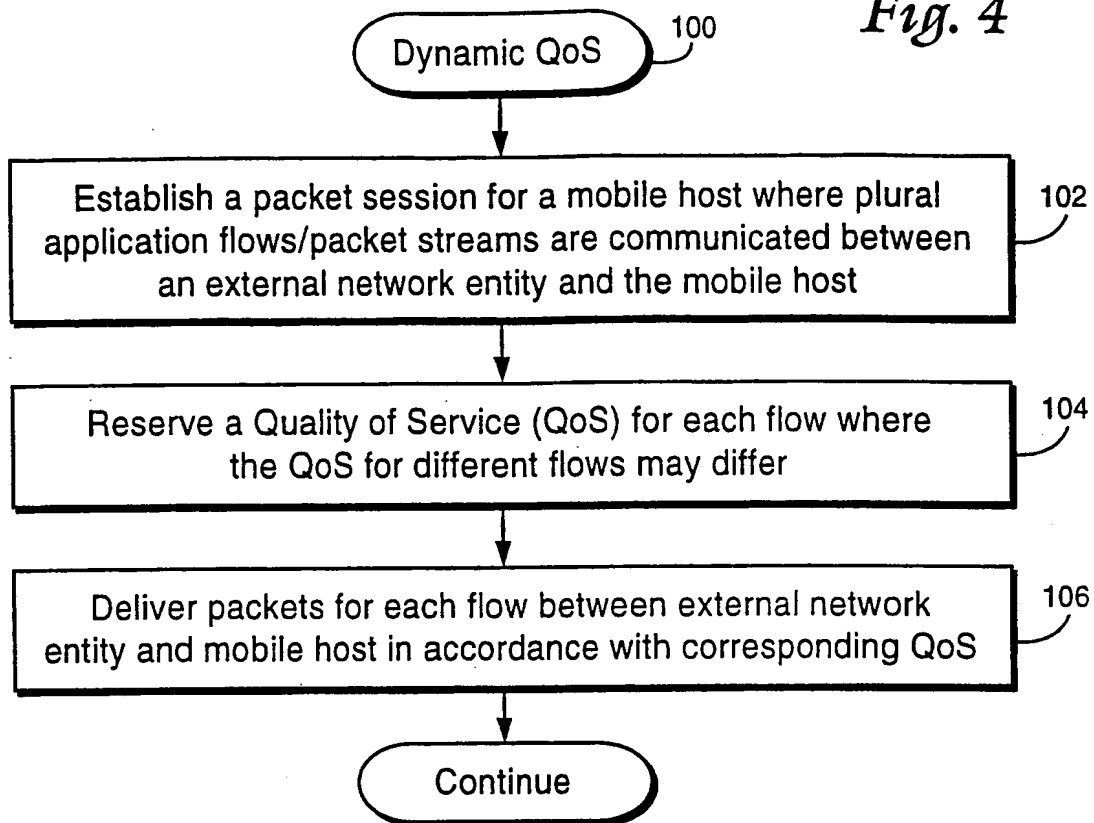 Fig. 4
Dynamic QoS
100
Establish a packet session for a mobile host where plural
application flows/packet streams are communicated between
an external network entity and the mobile host
102
Reserve a Quality of Service (QoS) for each flow where
the QoS for different flows may differ
104
Deliver packets for each flow between external network
entity and mobile host in accordance with corresponding QoS
106
Continue